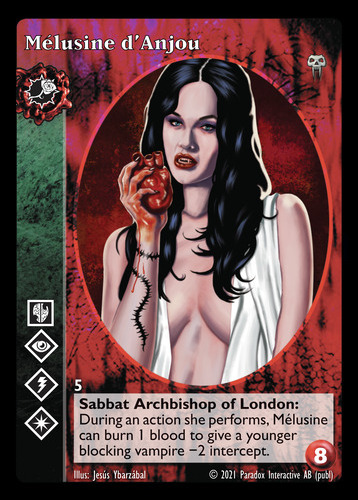 Mélusine d'Anjou
5
Sabbat Archbishop of London:
During an action she performs, Mélusine
can burn 1 blood to give a younger
blocking vampire −2 intercept.
8
Illus: Jesús Ybarzábal
© 2021 Paradox Interactive AB (publ)